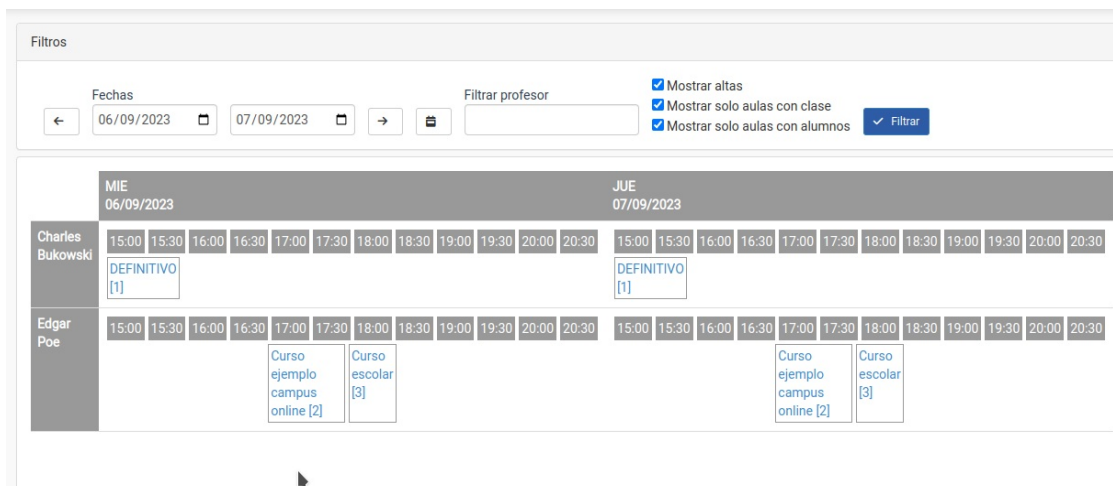 Filtros
Fechas
06/09/2023
07/09/2023
Filtrar profesor
Mostrar altas
Mostrar solo aulas con clase
Mostrar solo aulas con alumnos
Filtrar
MIE
06/09/2023
JUE
07/09/2023
Charles
Bukowski
15:00 15:30 16:00 16:30 17:00 17:30 18:00 18:30 19:00 19:30 20:00 20:30
15:00 15:30 16:00 16:30 17:00 17:30 18:00 18:30 19:00 19:30 20:00 20:30
DEFINITIVO
[1]
DEFINITIVO
[1]
Edgar
Poe
15:00 15:30 16:00 16:30 17:00 17:30 18:00 18:30 19:00 19:30 20:00 20:30
15:00 15:30 16:00 16:30 17:00 17:30 18:00 18:30 19:00 19:30 20:00 20:30
Curso
ejemplo
campus
online [2]
Curso
escolar
[3]
Curso
ejemplo
campus
online [2]
Curso
escolar
[3]